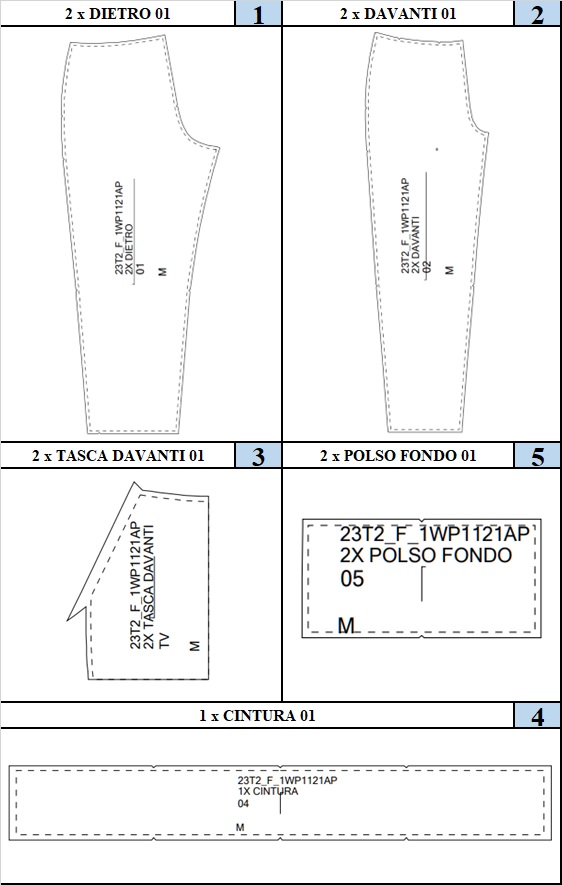 2 x DIETRO 01
1
2 x DAVANTI 01
2
23T2_F_1WP1121AP
2X DIETRO
01
M
23T2_F_1WP1121AP
2X DAVANTI
02
M
2 x TASCA DAVANTI 01
3
2 x POLSO FONDO 01
5
23T2_F_1WP1121AP
2X TASCA DAVANTI
TV
M
23T2_F_1WP1121AP
2X POLSO FONDO
05
M
1 x CINTURA 01
4
23T2_F_1WP1121AP
1X CINTURA
04
M